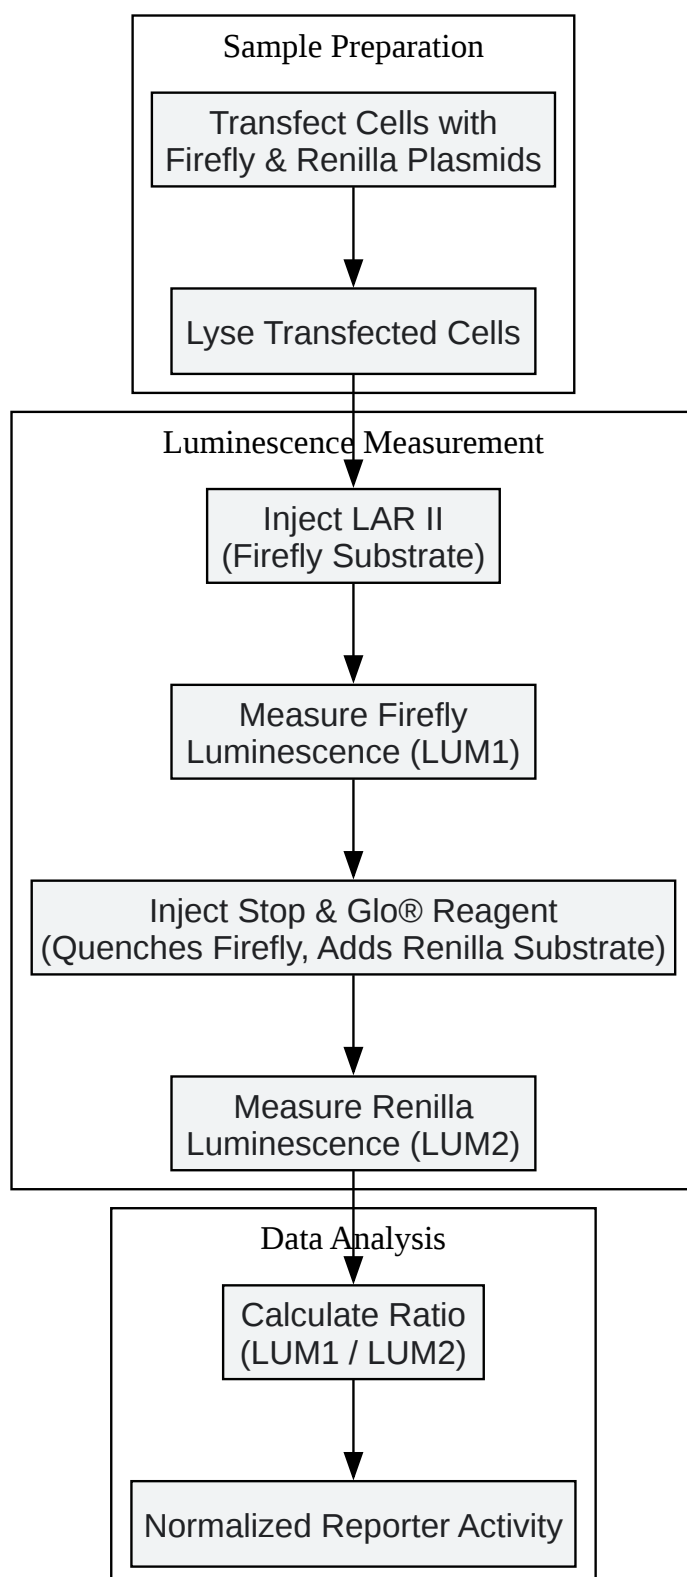 Sample Preparation
Transfect Cells with
Firefly & Renilla Plasmids
Lyse Transfected Cells
Luminescence Measurement
Inject LAR II
(Firefly Substrate)
Measure Firefly
Luminescence (LUM1)
Inject Stop & Glo® Reagent
(Quenches Firefly, Adds Renilla Substrate)
Measure Renilla
Luminescence (LUM2)
Data Analysis
Calculate Ratio
(LUM1 / LUM2)
Normalized Reporter Activity